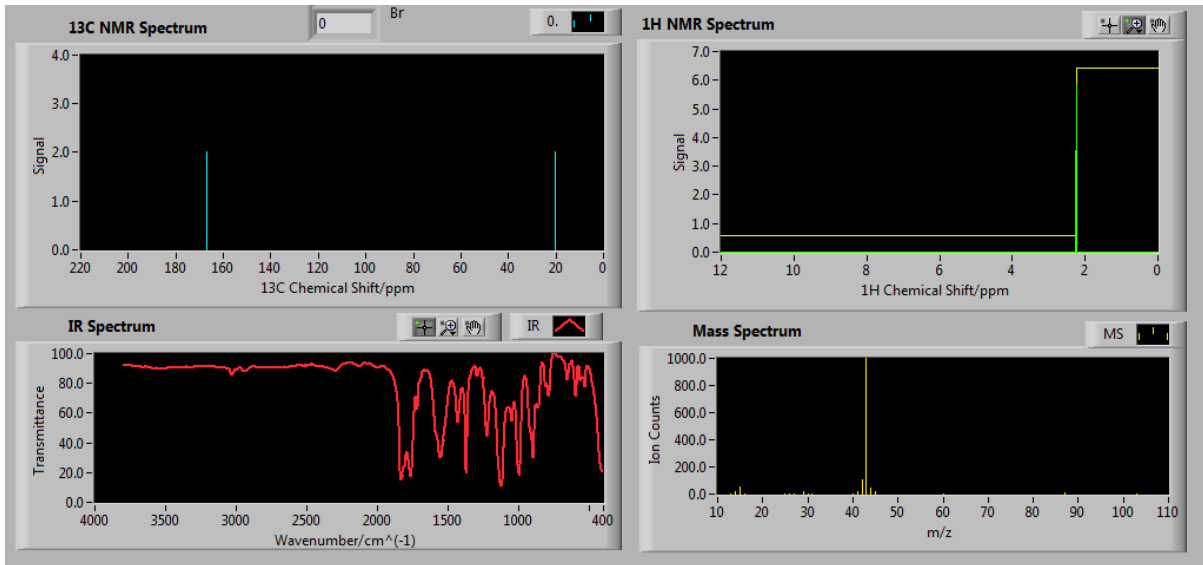 13C NMR Spectrum
0
Br
0.
4.0
3.0
2.0
1.0
0.0
Signal
220 200 180 160 140 120 100 80 60 40 20 0
13C Chemical Shift/ppm
1H NMR Spectrum
7.0
6.0
5.0
4.0
3.0
2.0
1.0
0.0
Signal
12 10 8 6 4 2 0
1H Chemical Shift/ppm
IR Spectrum
IR
100.0
80.0
60.0
40.0
20.0
0.0
Transmittance
4000 3000 2000 1000 400
Wavenumber/cm^(-1)
Mass Spectrum
MS
1000.0
800.0
600.0
400.0
200.0
0.0
Ion Counts
10 20 30 40 50 60 70 80 90 100 110
m/z